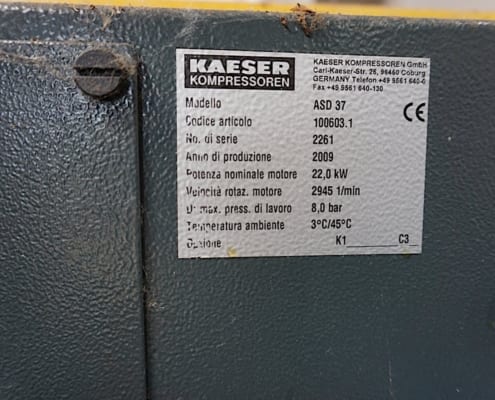 KAESER
KOMPRESSOREN
KAESER KOMPRESSOREN GmbH
Carl-Kaeser-Str. 26, 96450 Coburg
GERMANY Telefon +49 9561 640-0
Fax +49 9561 640-130
CE
Modello ASD 37
Codice articolo 100603.1
No. di serie 2261
Anno di produzione 2009
Potenza nominale motore 22,0 kW
Velocità rotaz. motore 2945 1/min
max. press. di lavoro 8,0 bar
Temperatura ambiente 3°C/45°C
Opzione K1______C3_